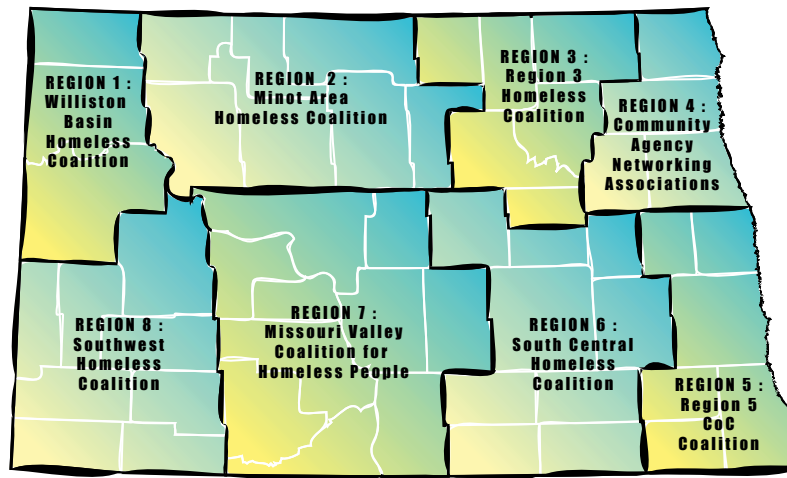 REGION 1 :
Williston
Basin
Homeless
Coalition
REGION 2 :
Minot Area
Homeless Coalition
REGION 3 :
Region 3
Homeless
Coalition
REGION 4 :
Community
Agency
Networking
Associations
REGION 8 :
Southwest
Homeless
Coalition
REGION 7 :
Missouri Valley
Coalition for
Homeless People
REGION 6 :
South Central
Homeless
Coalition
REGION 5 :
Region 5
CoC
Coalition